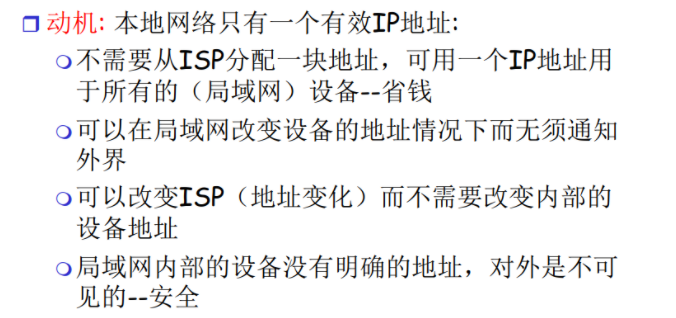 动机: 本地网络只有一个有效IP地址:
不需要从ISP分配一块地址，可用一个IP地址用
于所有的（局域网）设备--省钱
可以在局域网改变设备的地址情况下而无须通知
外界
可以改变ISP（地址变化）而不需要改变内部的
设备地址
局域网内部的设备没有明确的地址，对外是不可
见的--安全